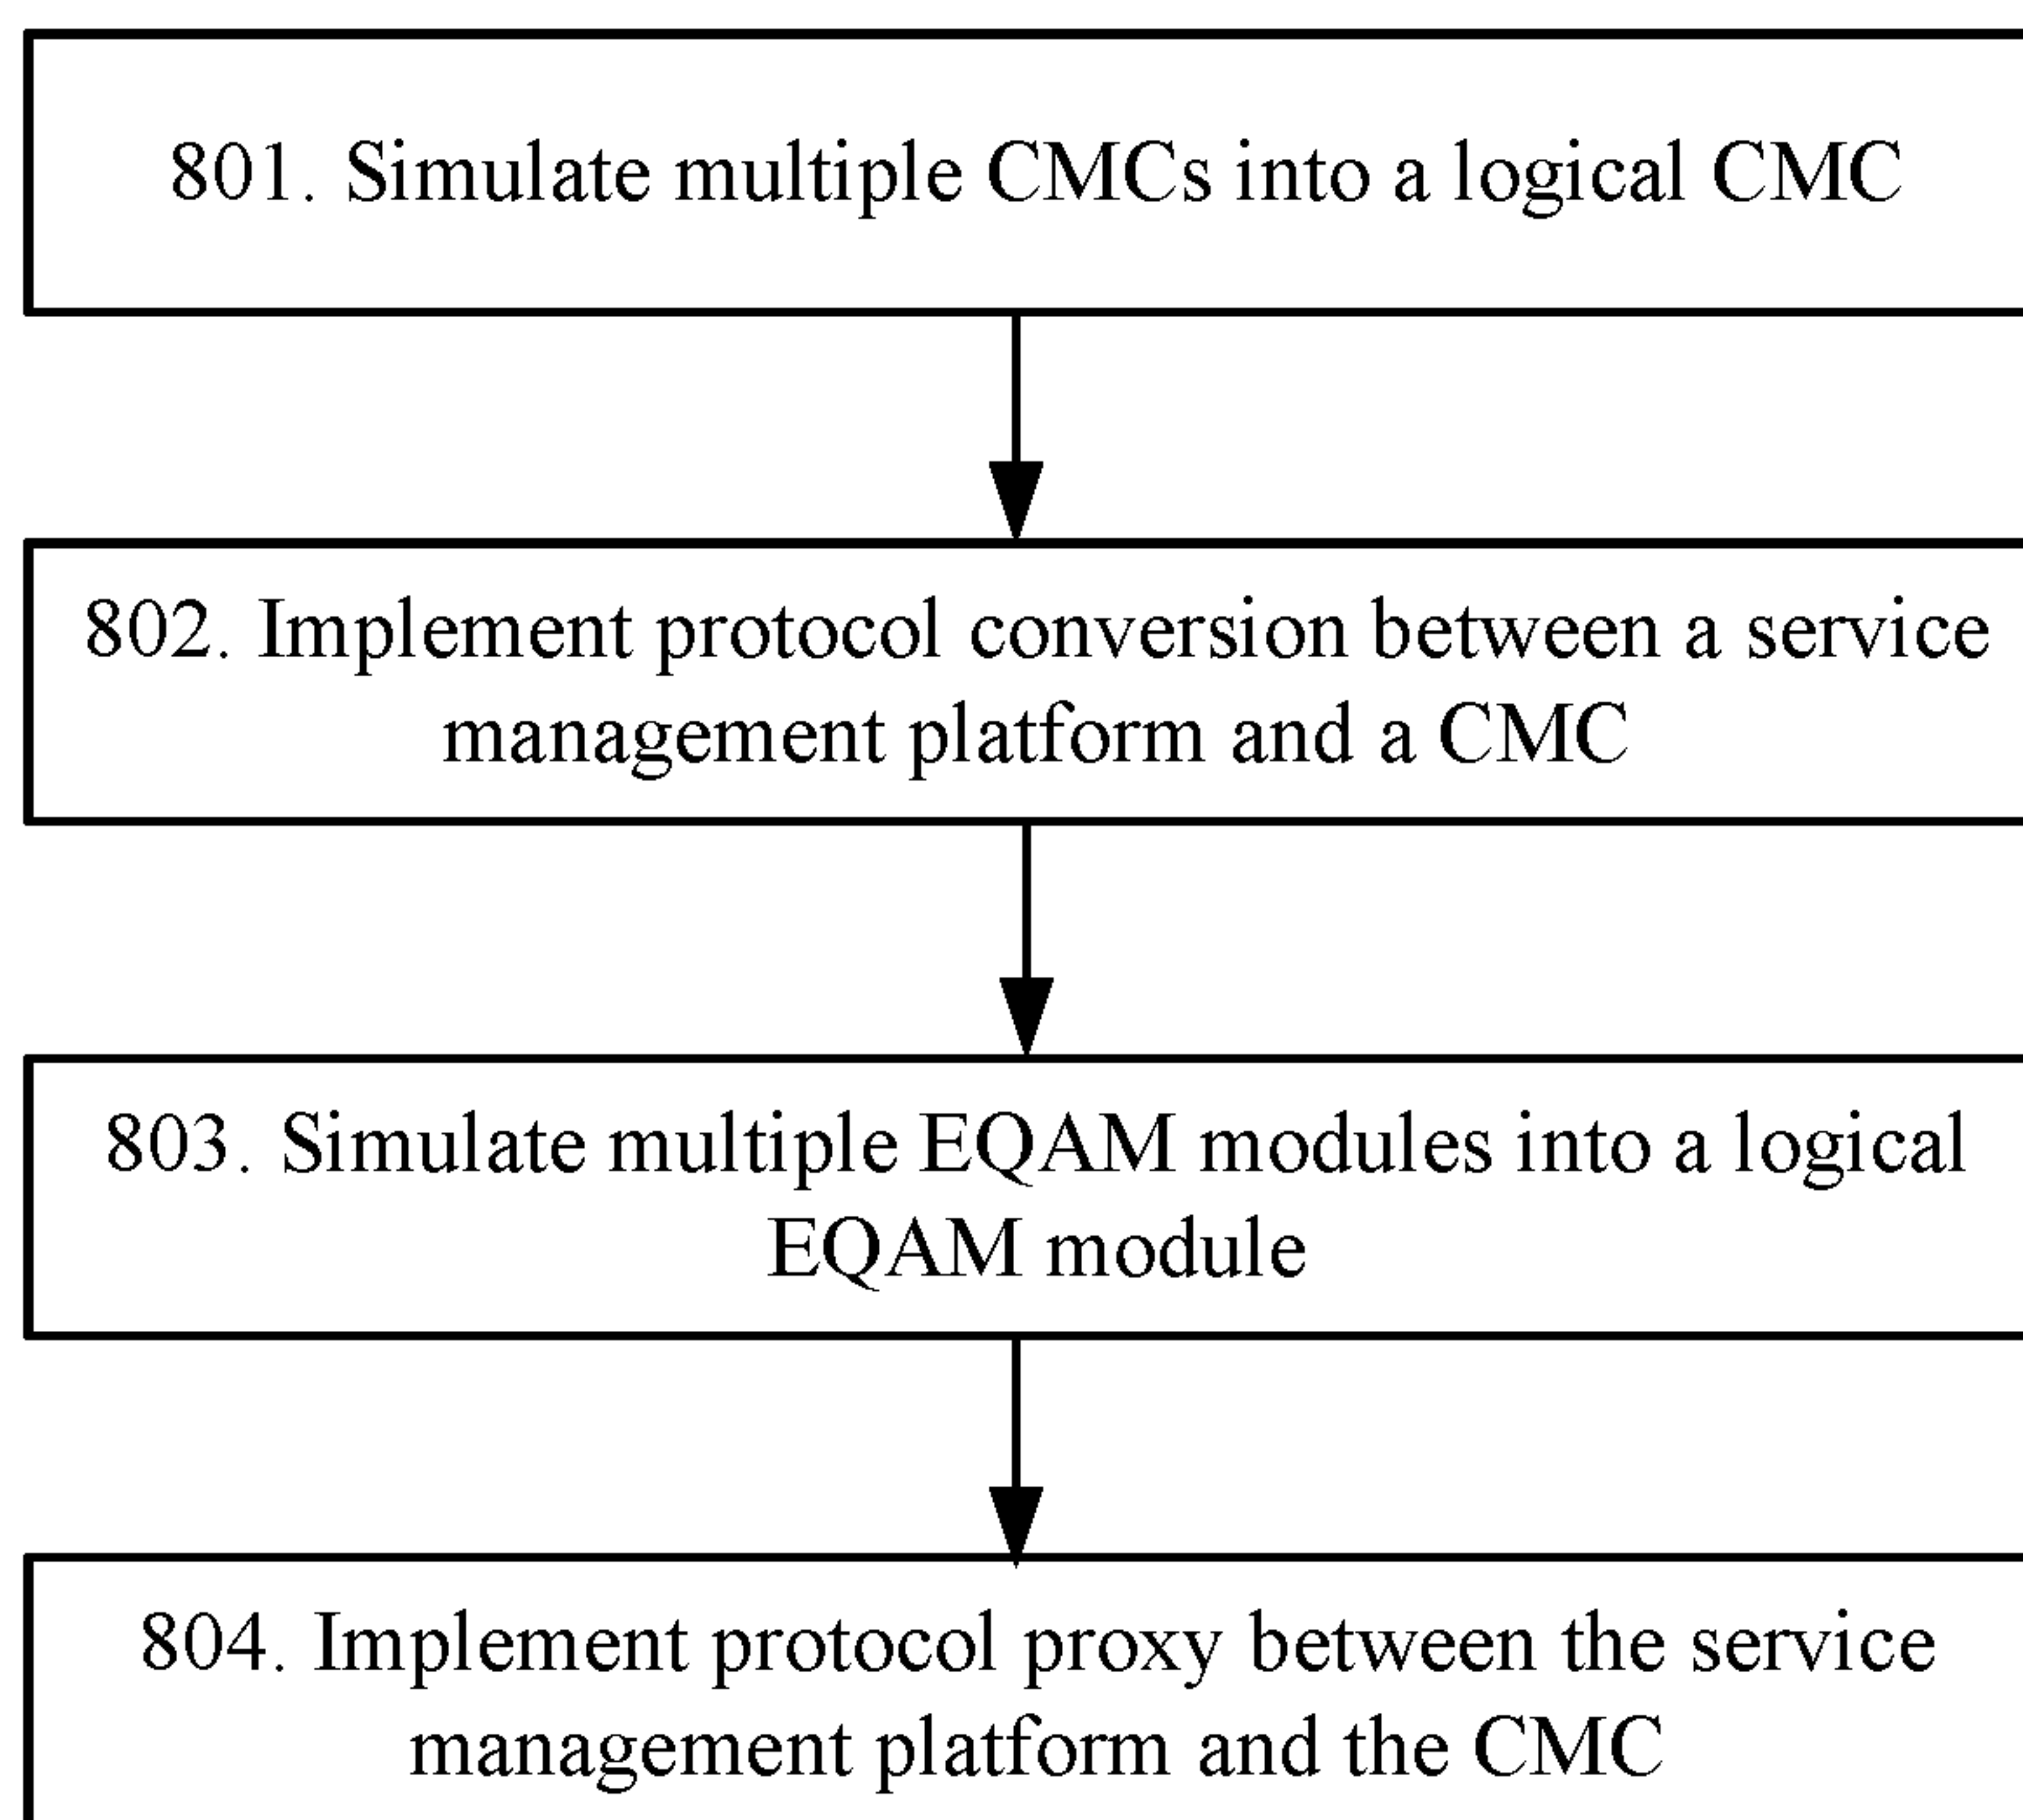 801. Simulate multiple CMCs into a logical CMC
802. Implement protocol conversion between a service
management platform and a CMC
803. Simulate multiple EQAM modules into a logical
EQAM module
804. Implement protocol proxy between the service
management platform and the CMC